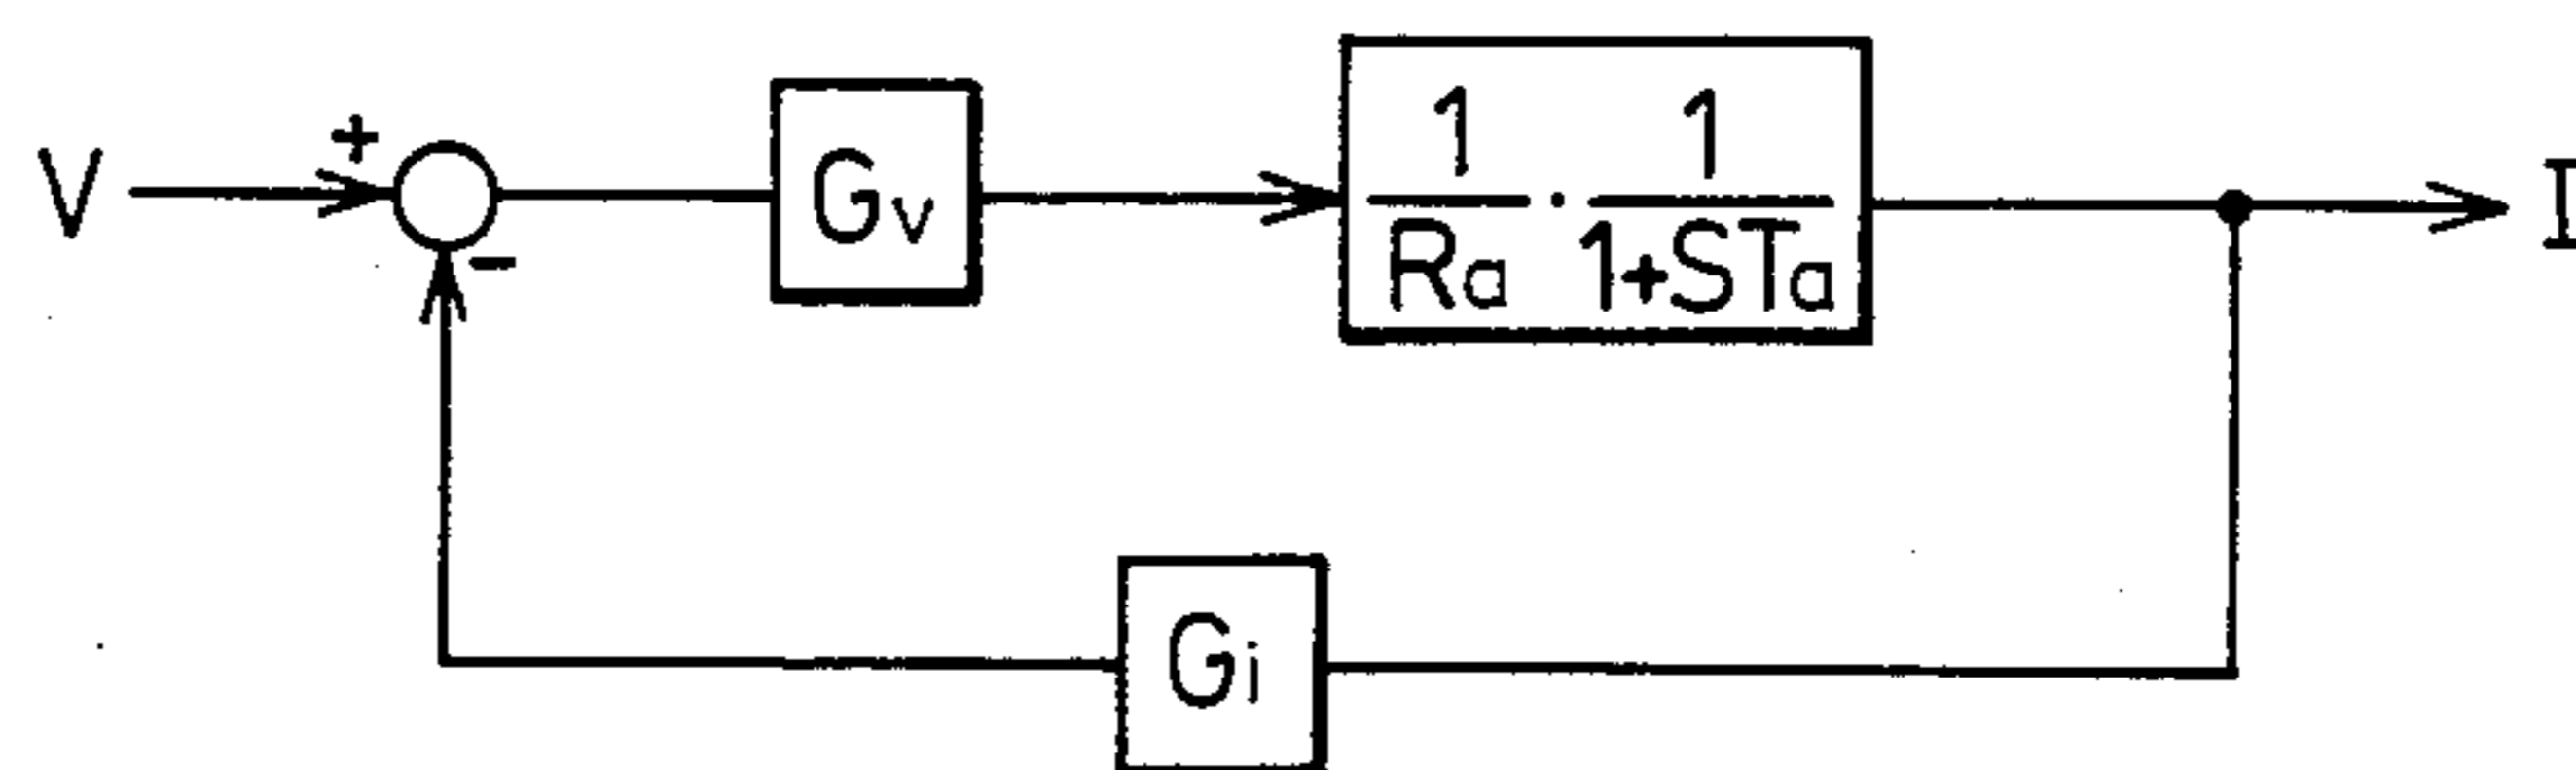 V + - Gv 1/Ra · 1/1+STa I
Gi